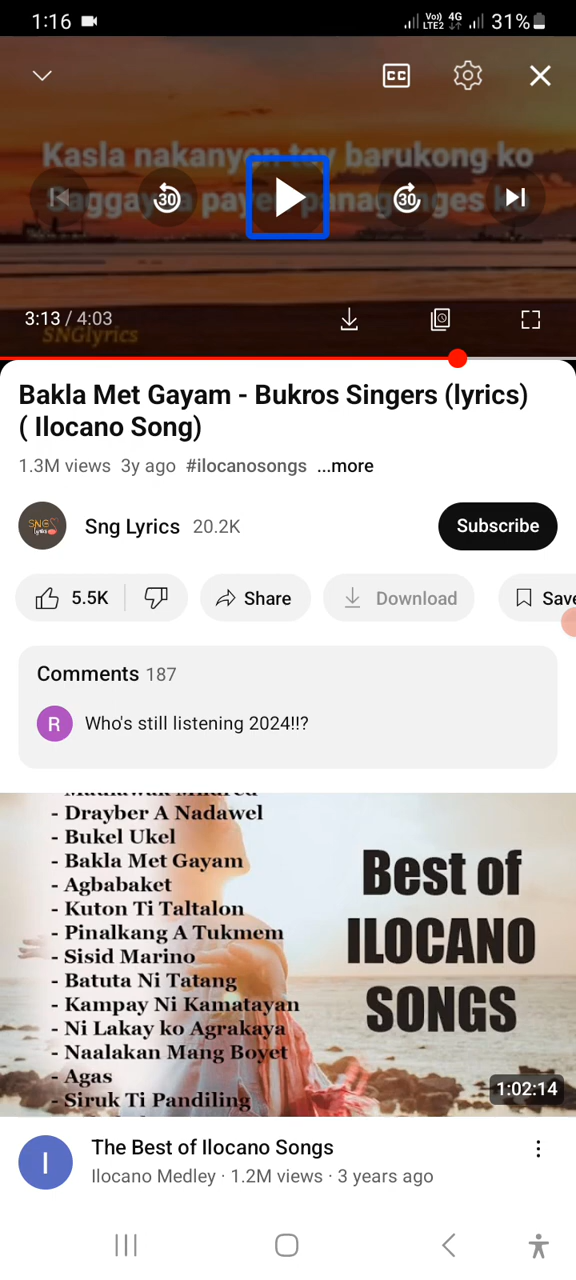 1:16 Vo) LTE2 4G 31%
CC
Kasla nakanyon toy barukong ko
30 30
3:13 / 4:03
SNGlyrics
Bakla Met Gayam - Bukros Singers (lyrics)
( Ilocano Song)
1.3M views 3y ago #ilocanosongs ...more
SNG lyrics Sng Lyrics 20.2K Subscribe
5.5K Share Download Save
Comments 187
R Who's still listening 2024!!?
- Drayber A Nadawel
- Bukel Ukel
- Bakla Met Gayam
- Agbabaket
- Kuton Ti Taltalon
- Pinalkang A Tukmem
- Sisid Marino
- Batuta Ni Tatang
- Kampay Ni Kamatayan
- Ni Lakay ko Agrakaya
- Naalakan Mang Boyet
- Agas
- Siruk Ti Pandiling
Best of
ILOCANO
SONGS
1:02:14
I The Best of Ilocano Songs
Ilocano Medley · 1.2M views · 3 years ago